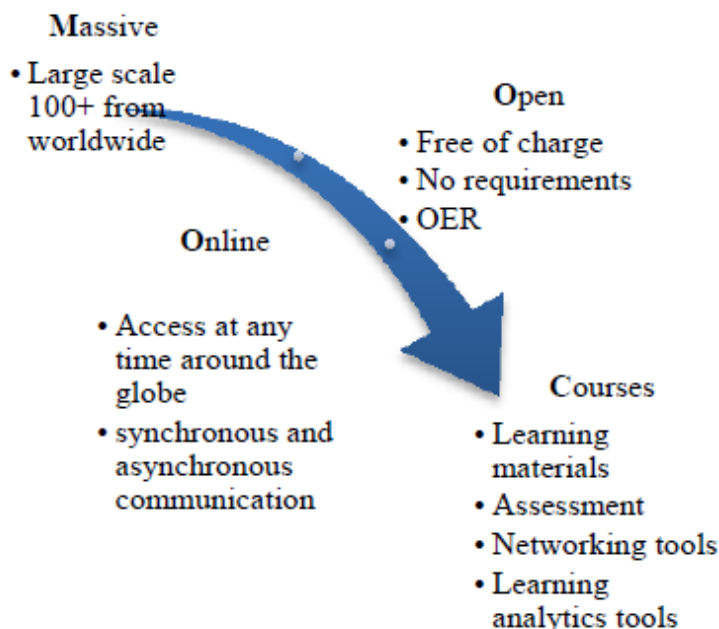 Massive
• Large scale
100+ from
worldwide
Open
• Free of charge
• No requirements
• OER
Online
• Access at any
time around the
globe
• synchronous and
asynchronous
communication
Courses
• Learning
materials
• Assessment
• Networking tools
• Learning
analytics tools